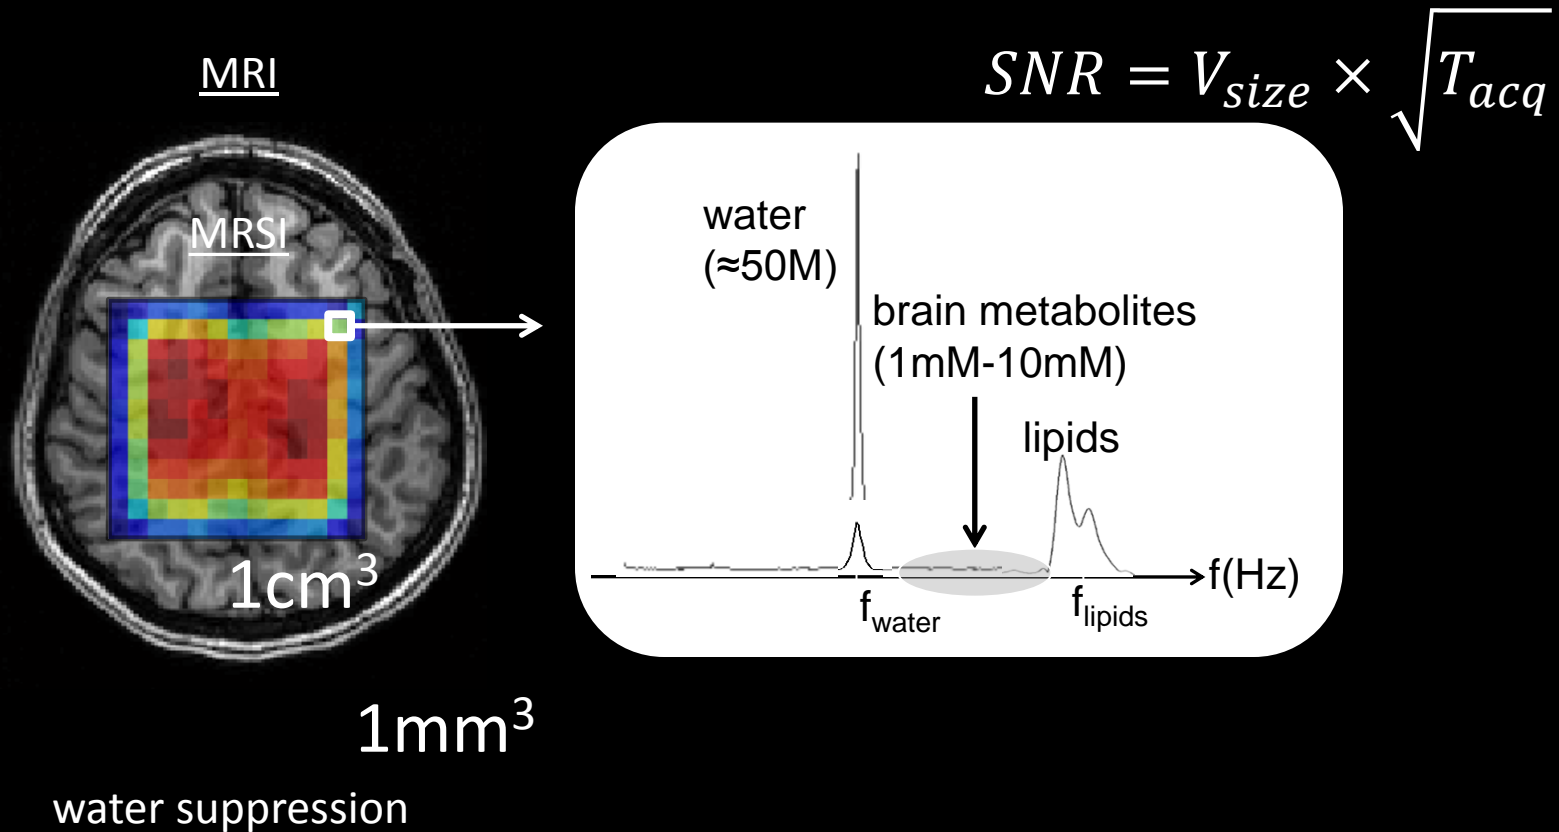 MRI
SNR = V_size × √T_acq
MRSI
water
(≈50M)
brain metabolites
(1mM-10mM)
lipids
f(Hz)
f_water
f_lipids
1cm³
1mm³
water suppression